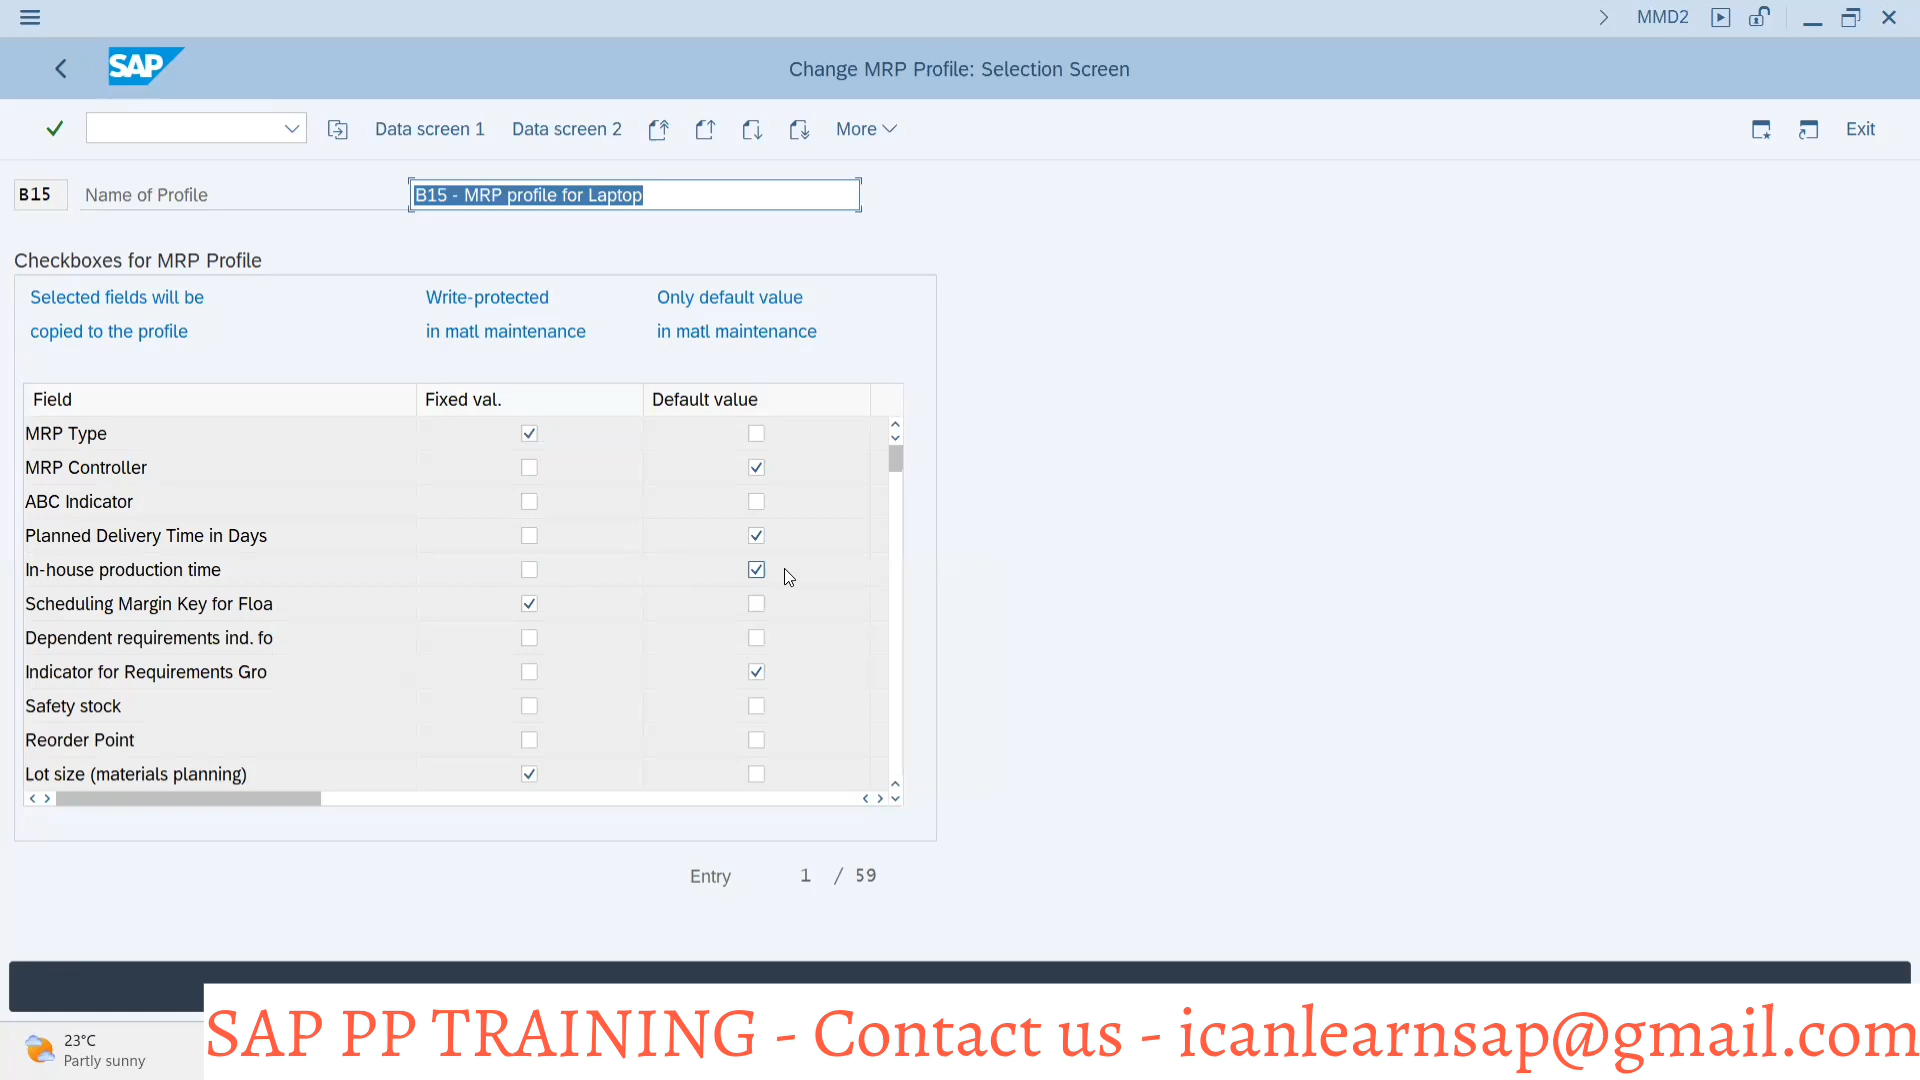 MMD2
SAP
Change MRP Profile: Selection Screen
Data screen 1
Data screen 2
More
Exit
B15
Name of Profile
B15 - MRP profile for Laptop
Checkboxes for MRP Profile
Selected fields will be
Write-protected
Only default value
copied to the profile
in matl maintenance
in matl maintenance
Field
Fixed val.
Default value
MRP Type
MRP Controller
ABC Indicator
Planned Delivery Time in Days
In-house production time
Scheduling Margin Key for Floa
Dependent requirements ind. fo
Indicator for Requirements Gro
Safety stock
Reorder Point
Lot size (materials planning)
Entry 1 / 59
SAP PP TRAINING - Contact us - icanlearnsap@gmail.com
23°C
Partly sunny